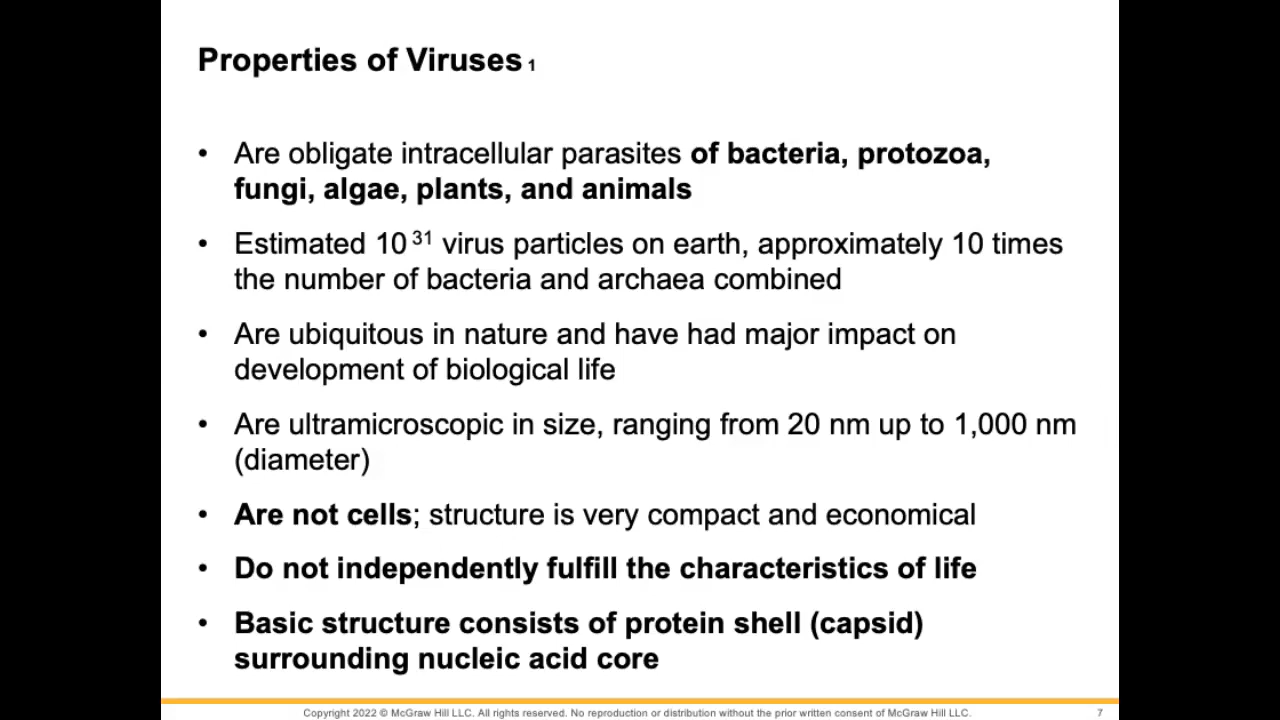 Properties of Viruses 1
• Are obligate intracellular parasites of bacteria, protozoa,
fungi, algae, plants, and animals
• Estimated 10 31 virus particles on earth, approximately 10 times
the number of bacteria and archaea combined
• Are ubiquitous in nature and have had major impact on
development of biological life
• Are ultramicroscopic in size, ranging from 20 nm up to 1,000 nm
(diameter)
• Are not cells; structure is very compact and economical
• Do not independently fulfill the characteristics of life
• Basic structure consists of protein shell (capsid)
surrounding nucleic acid core
Copyright 2022 © McGraw Hill LLC. All rights reserved. No reproduction or distribution without the prior written consent of McGraw Hill LLC. 7